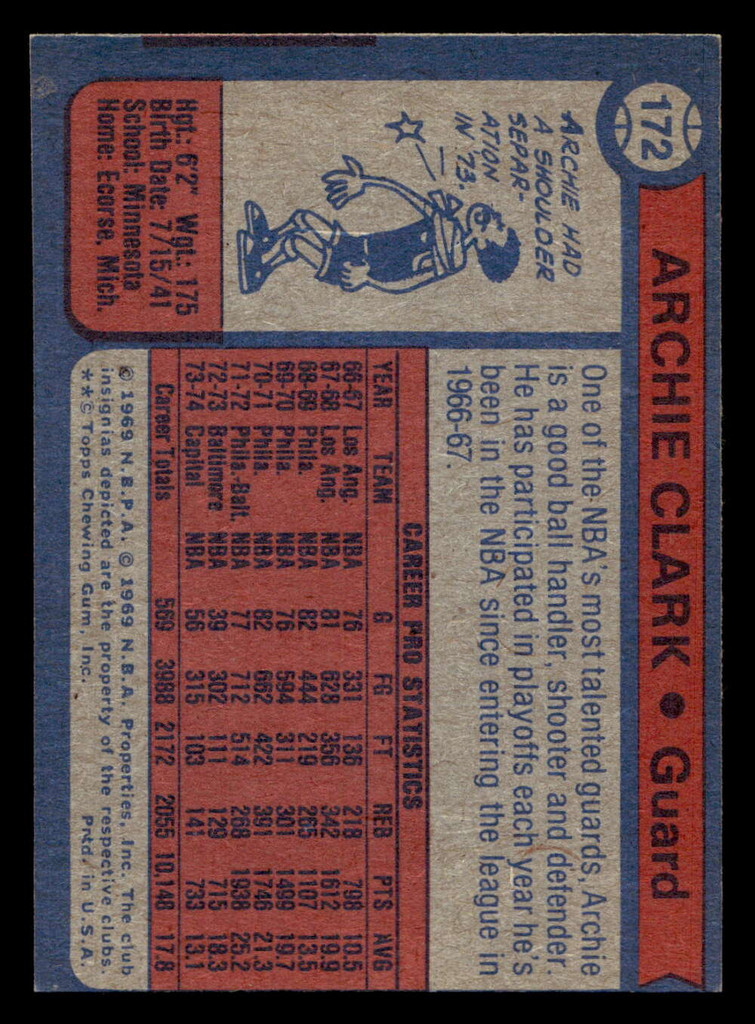 172
ARCHIE CLARK • Guard
ARCHIE HAD
A SHOULDER
SEPAR-
ATION
IN '73.
Hgt.: 6'2" Wgt.: 175
Birth Date: 7/15/41
School: Minnesota
Home: Ecorse, Mich.
One of the NBA's most talented guards, Archie
is a good ball handler, shooter and defender.
He has participated in playoffs each year he's
been in the NBA since entering the league in
1966-67.
CAREER PRO STATISTICS
YEAR TEAM G FG FT REB PTS AVG
66-67 Los Ang. NBA 76 331 136 218 798 10.5
67-68 Los Ang. NBA 81 628 356 342 1612 19.9
68-69 Phila. NBA 82 444 219 265 1107 13.5
69-70 Phila. NBA 76 594 311 301 1499 19.7
70-71 Phila. NBA 82 662 422 391 1746 21.3
71-72 Phila.-Balt. NBA 77 712 514 268 1938 25.2
72-73 Baltimore NBA 39 302 111 129 715 18.3
73-74 Capital NBA 56 315 103 141 733 13.1
Career Totals 569 3988 2172 2055 10,148 17.8
© 1969 N.B.P.A. © 1969 N.B.A. Properties, Inc. The club
insignias depicted are the property of the respective clubs.
**© Topps Chewing Gum, Inc. Prtd. in U.S.A.